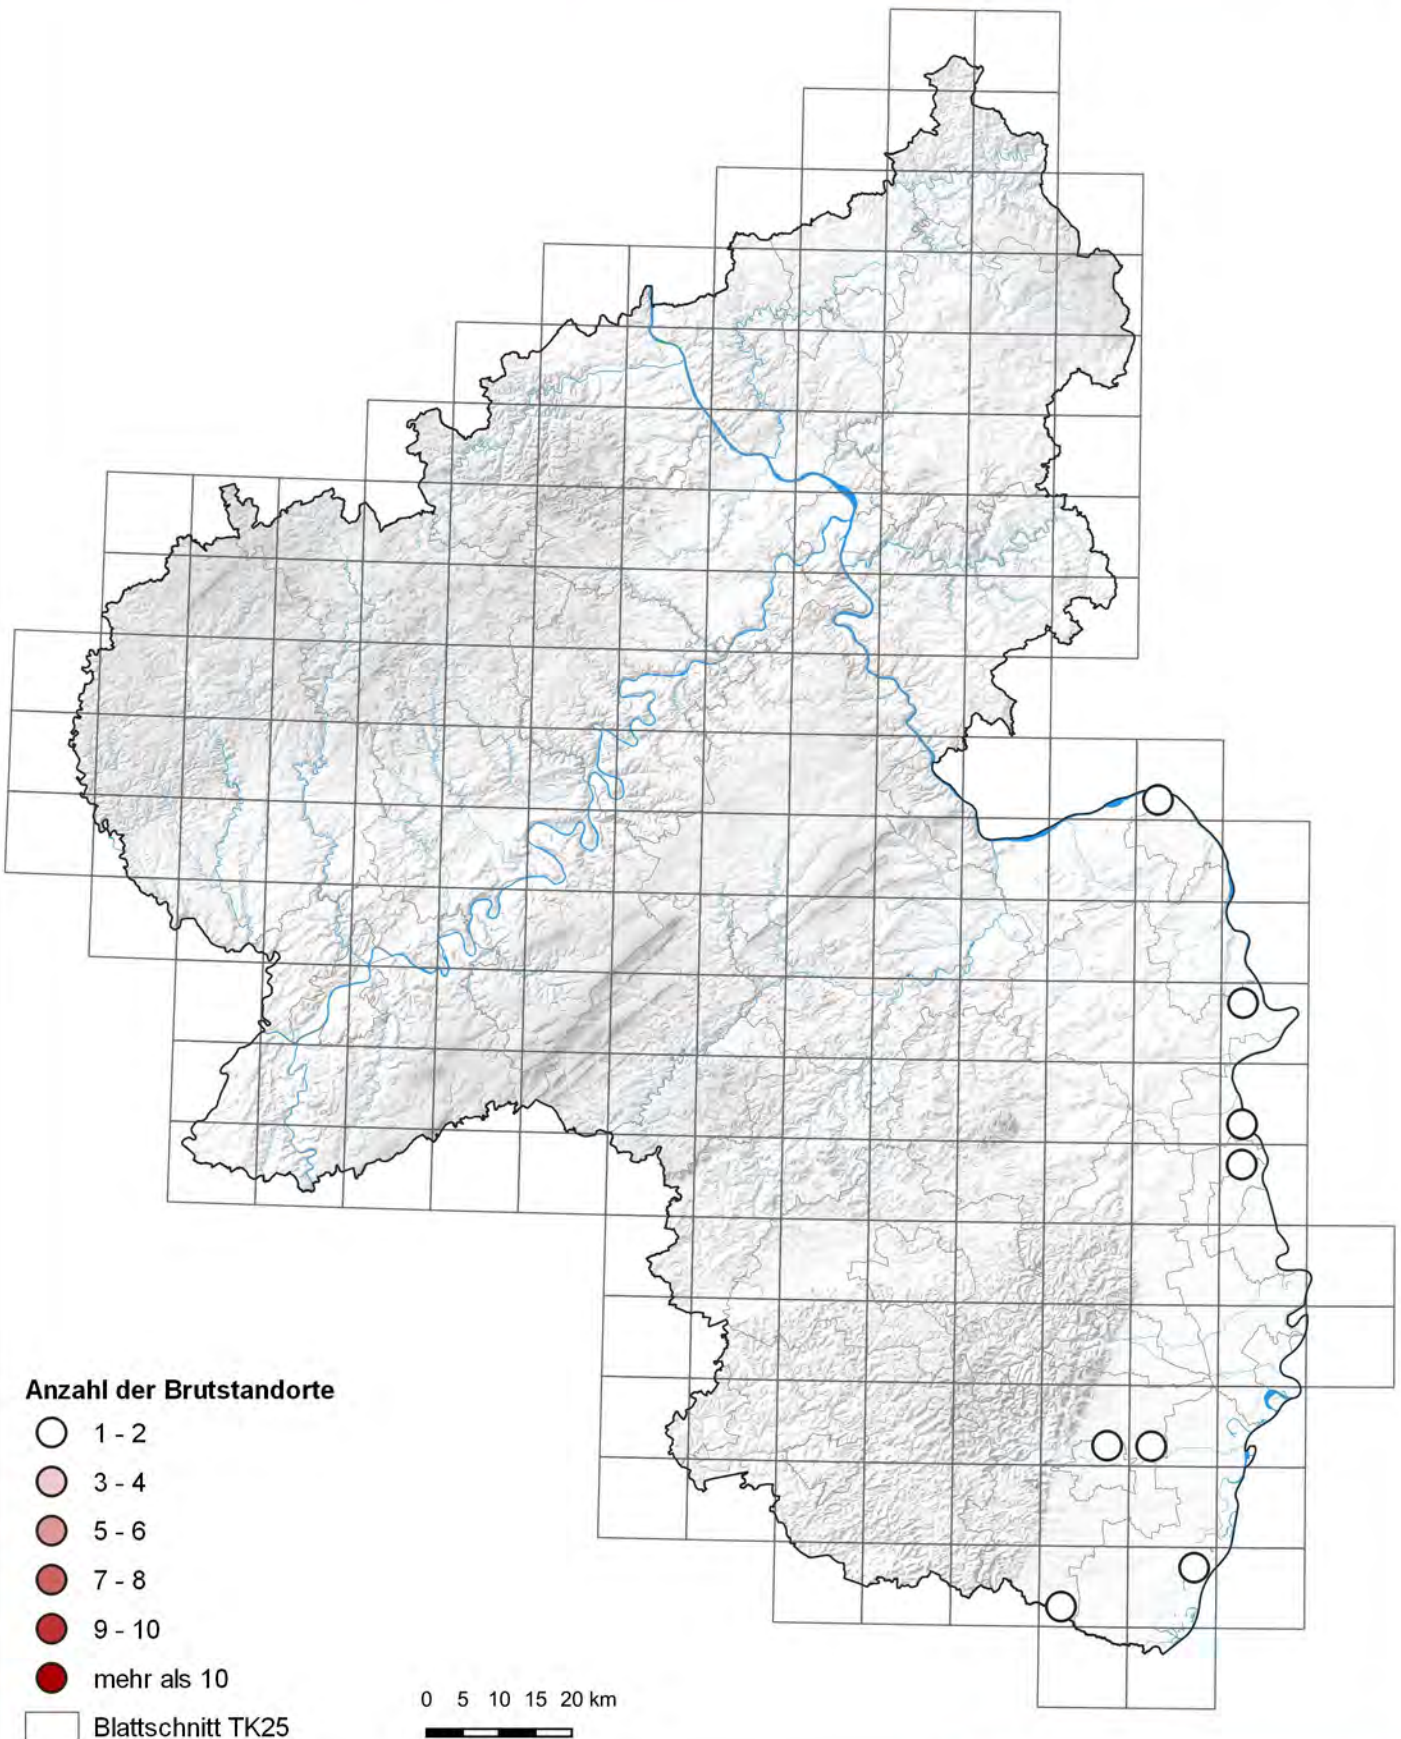 Anzahl der Brutstandorte
1 - 2
3 - 4
5 - 6
7 - 8
9 - 10
mehr als 10
Blattschnitt TK25
0 5 10 15 20 km